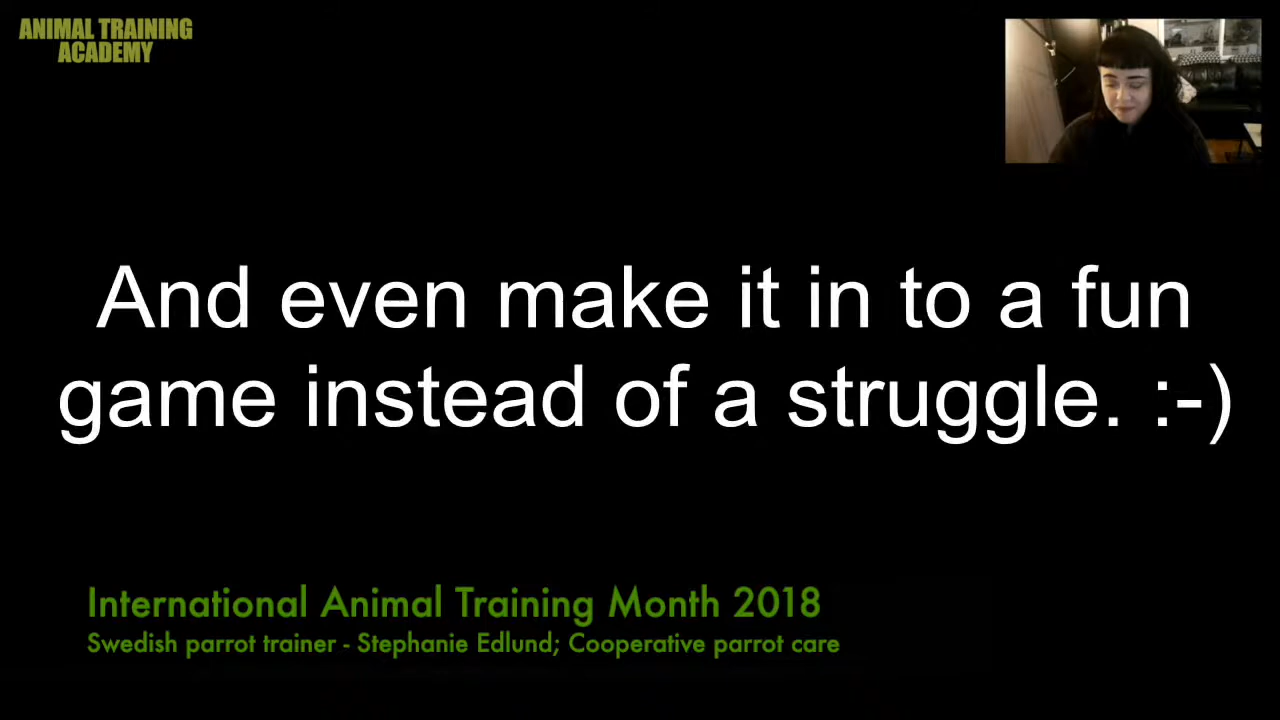 ANIMAL TRAINING
ACADEMY
And even make it in to a fun
game instead of a struggle. :-)
International Animal Training Month 2018
Swedish parrot trainer - Stephanie Edlund; Cooperative parrot care